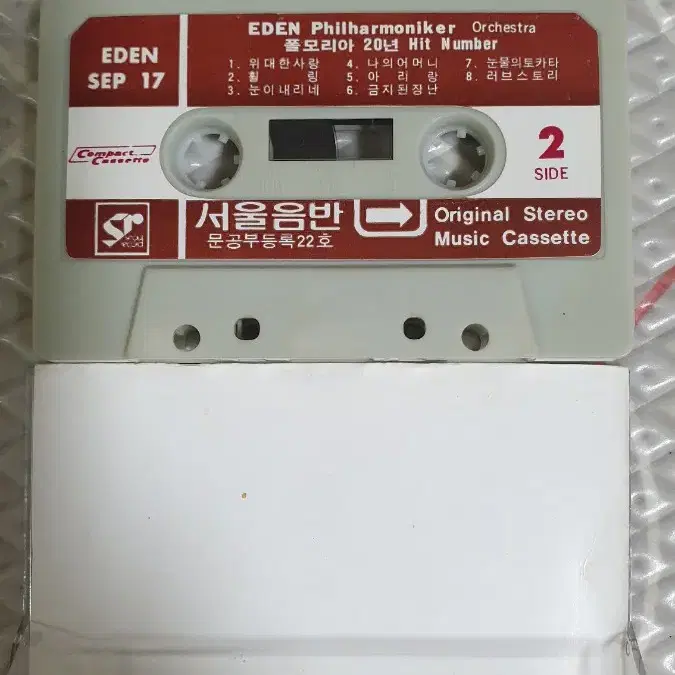 EDEN
SEP 17
EDEN Philharmoniker Orchestra
폴모리아 20년 Hit Number
1. 위대한사랑 4. 나의어머니 7. 눈물의토카타
2. 휠 링 5. 아 리 랑 8. 러브스토리
3. 눈이내리네 6. 금지된장난
Compact
Cassette
2
SIDE
sr
seoul
record
서울음반
문공부등록22호
Original Stereo
Music Cassette